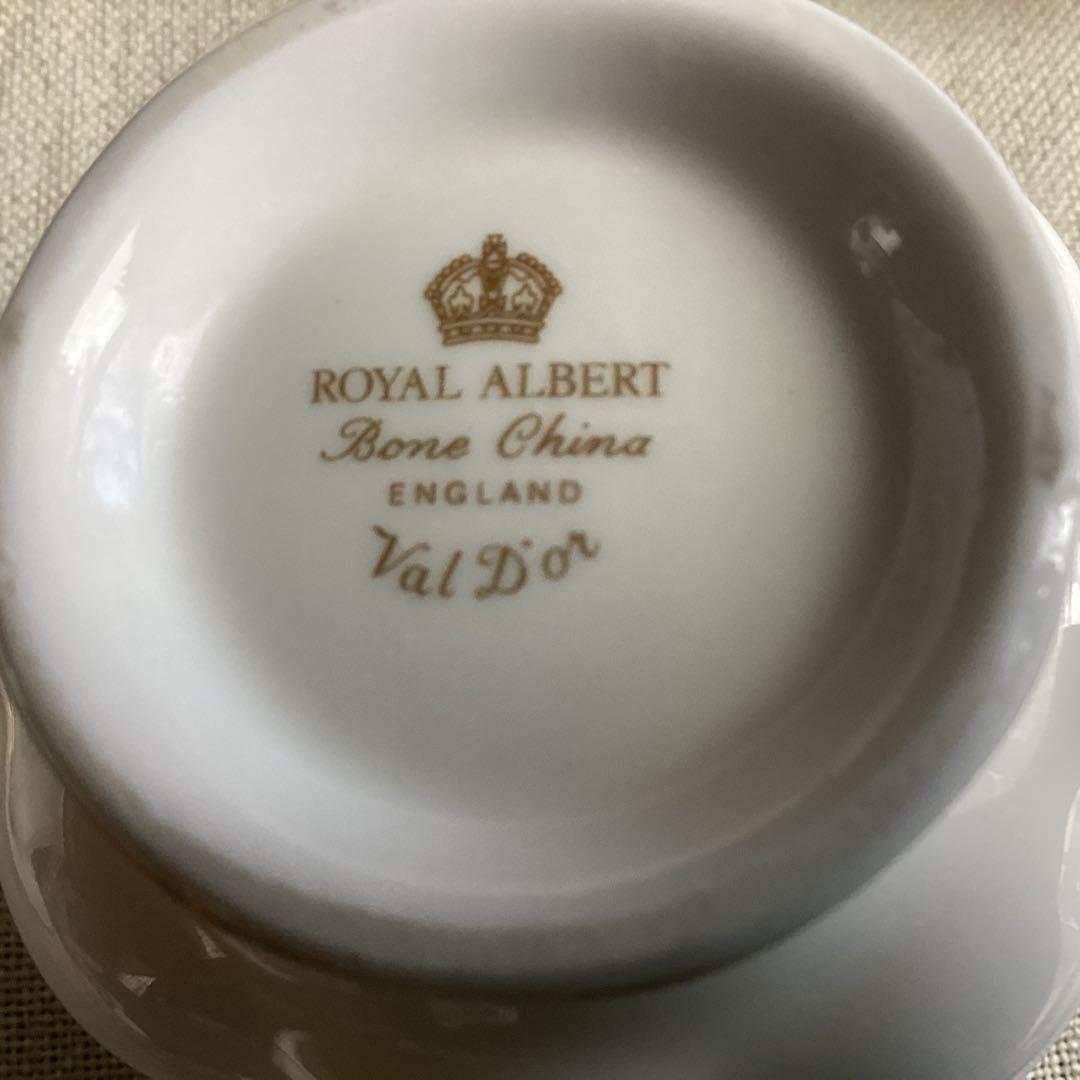 ROYAL ALBERT
Bone China
ENGLAND
Val D'or